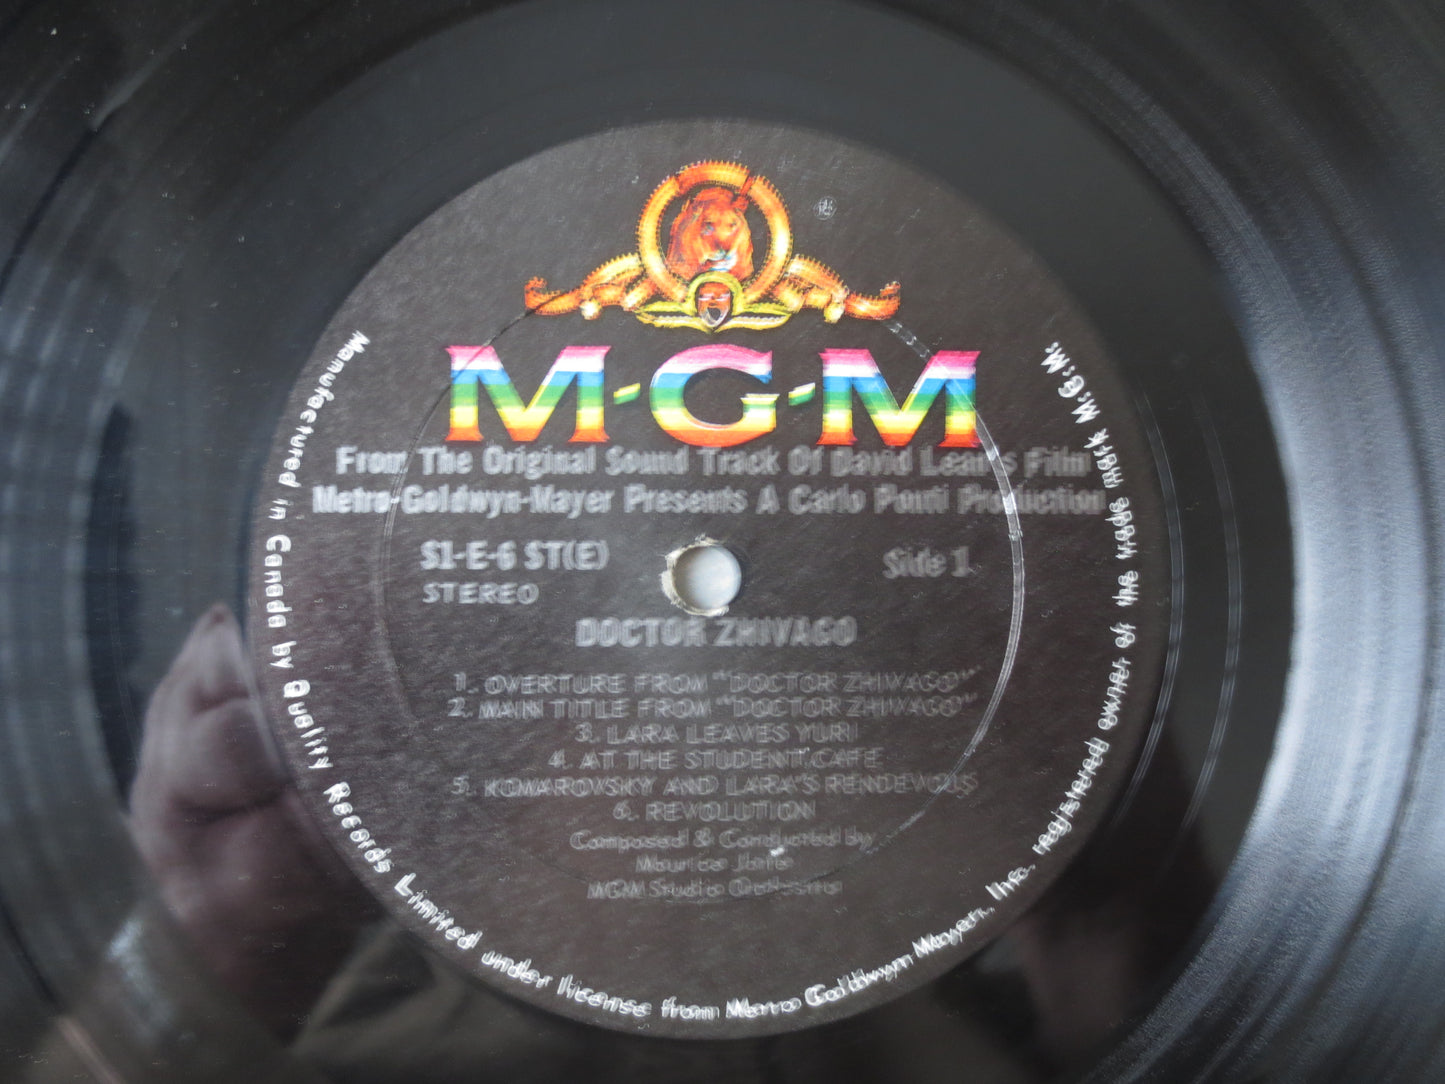 M-G-M
From The Original Sound Track Of David Lean's Film
Metro-Goldwyn-Mayer Presents A Carlo Ponti Production
S1-E-6 ST(E)
Side 1
STEREO
DOCTOR ZHIVAGO
1. OVERTURE FROM "DOCTOR ZHIVAGO"
2. MAIN TITLE FROM "DOCTOR ZHIVAGO"
3. LARA LEAVES YURI
4. AT THE STUDENT CAFE
5. KOMAROVSKY AND LARA'S RENDEVOUS
6. REVOLUTION
Composed & Conducted by
Maurice Jarre
MGM Studio Orchestra
Manufactured in Canada by Quality Records Limited under license from Metro Goldwyn Mayer, Inc. registered owner of the trade mark M:G:M: